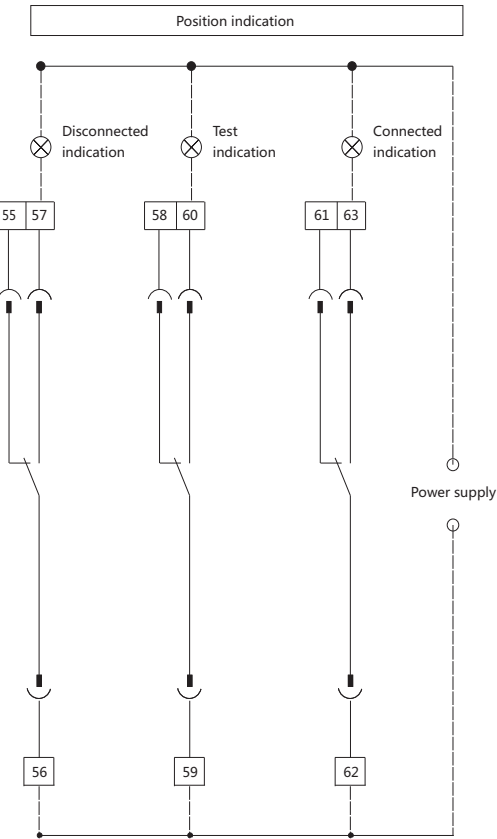 Position indication
Disconnected
indication
Test
indication
Connected
indication
55 57
58 60
61 63
Power supply
56
59
62